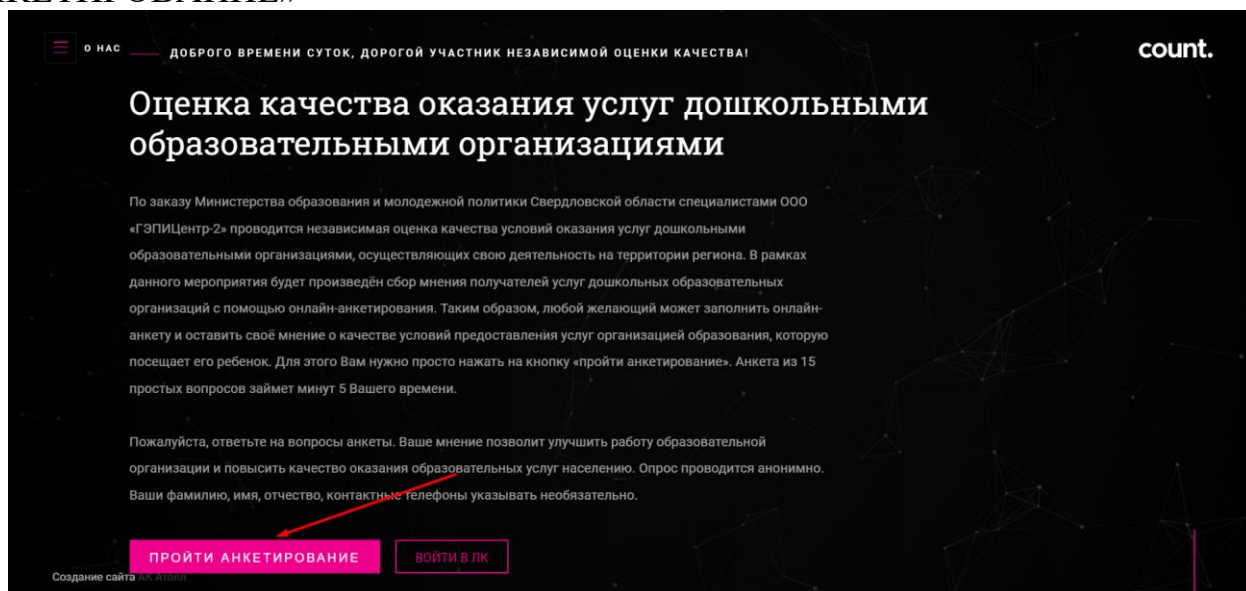 КЕТИРОВАНИЕ»
О НАС
ДОБРОГО ВРЕМЕНИ СУТОК, ДОРОГОЙ УЧАСТНИК НЕЗАВИСИМОЙ ОЦЕНКИ КАЧЕСТВА!
count.
Оценка качества оказания услуг дошкольными
образовательными организациями
По заказу Министерства образования и молодежной политики Свердловской области специалистами ООО
«ГЭПИЦентр-2» проводится независимая оценка качества условий оказания услуг дошкольными
образовательными организациями, осуществляющих свою деятельность на территории региона. В рамках
данного мероприятия будет произведён сбор мнения получателей услуг дошкольных образовательных
организаций с помощью онлайн-анкетирования. Таким образом, любой желающий может заполнить онлайн-
анкету и оставить своё мнение о качестве условий предоставления услуг организацией образования, которую
посещает его ребенок. Для этого Вам нужно просто нажать на кнопку «пройти анкетирование». Анкета из 15
простых вопросов займет минут 5 Вашего времени.
Пожалуйста, ответьте на вопросы анкеты. Ваше мнение позволит улучшить работу образовательной
организации и повысить качество оказания образовательных услуг населению. Опрос проводится анонимно.
Ваши фамилию, имя, отчество, контактные телефоны указывать необязательно.
ПРОЙТИ АНКЕТИРОВАНИЕ
ВОЙТИ В ЛК
Создание сайта АК Атолл